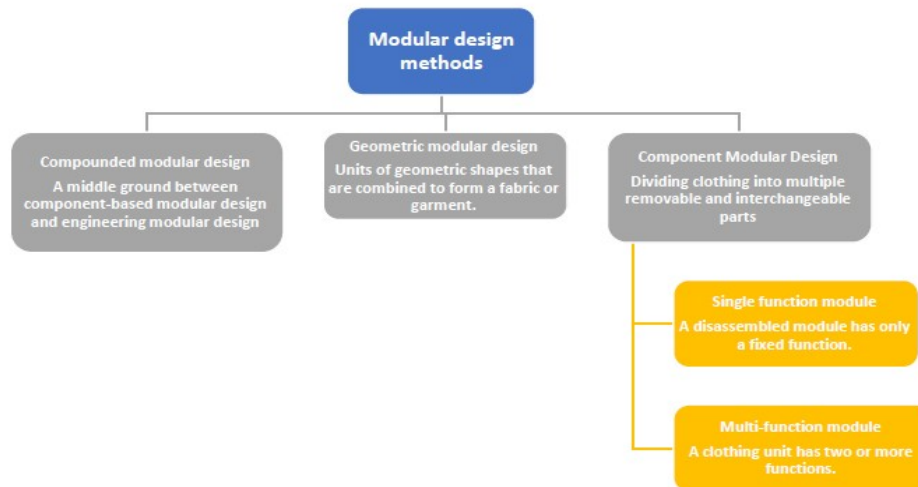 Modular design
methods
Compounded modular design
A middle ground between
component-based modular design
and engineering modular design
Geometric modular design
Units of geometric shapes that
are combined to form a fabric or
garment.
Component Modular Design
Dividing clothing into multiple
removable and interchangeable
parts
Single function module
A disassembled module has only
a fixed function.
Multi-function module
A clothing unit has two or more
functions.